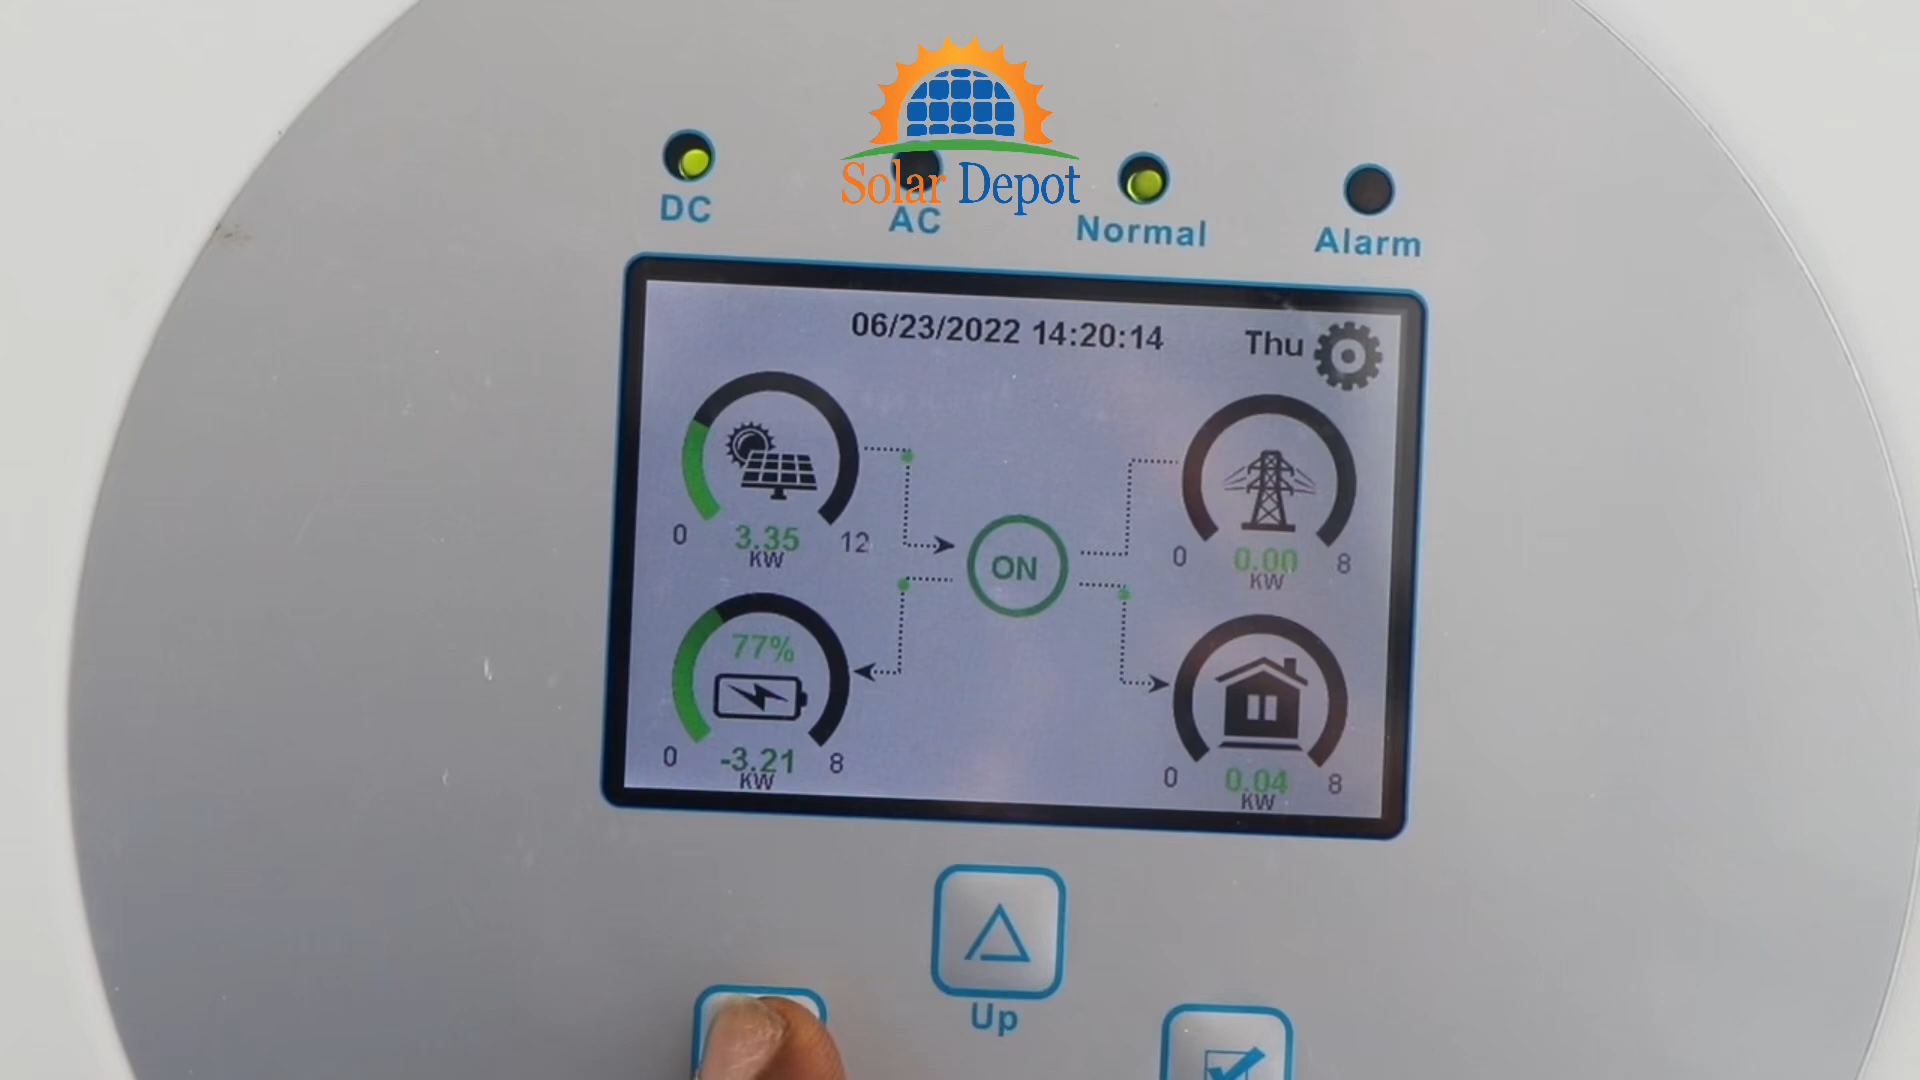 Solar Depot
DC
AC
Normal
Alarm
06/23/2022 14:20:14 Thu
0 3.35 12
KW
0 0.00 8
KW
ON
77%
0 -3.21 8
KW
0 0.04 8
KW
Up